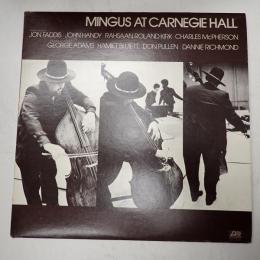 MINGUS AT CARNEGIE HALL
JON FADDIS JOHN HANDY RAHSAAN ROLAND KIRK CHARLES McPHERSON
GEORGE ADAMS HAMIET BLUIETT DON PULLEN DANNIE RICHMOND